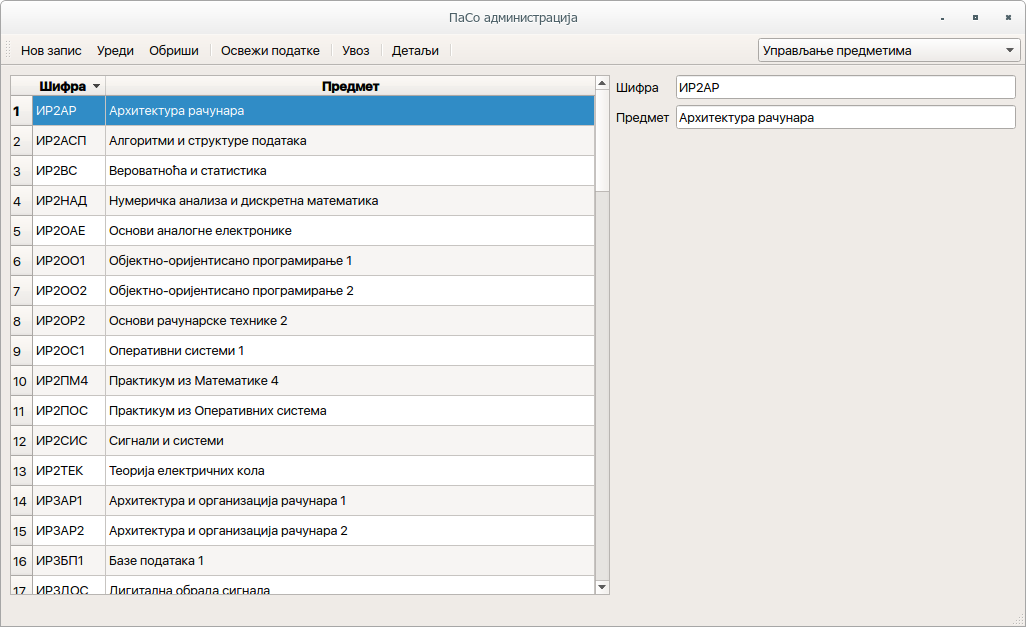 ПаСо администрација
Нов запис Уреди Обриши Освежи податке Увоз Детаљи Управљање предметима
Шифра Предмет
1 ИР2АР Архитектура рачунара
2 ИР2АСП Алгоритми и структуре података
3 ИР2ВС Вероватноћа и статистика
4 ИР2НАД Нумеричка анализа и дискретна математика
5 ИР2ОАЕ Основи аналогне електронике
6 ИР2ОО1 Објектно-оријентисано програмирање 1
7 ИР2ОО2 Објектно-оријентисано програмирање 2
8 ИР2ОР2 Основи рачунарске технике 2
9 ИР2ОС1 Оперативни системи 1
10 ИР2ПМ4 Практикум из Математике 4
11 ИР2ПОС Практикум из Оперативних система
12 ИР2СИС Сигнали и системи
13 ИР2ТЕК Теорија електричних кола
14 ИР3АР1 Архитектура и организација рачунара 1
15 ИР3АР2 Архитектура и организација рачунара 2
16 ИР3БП1 Базе података 1
17 ИР3ДОС Дигитална обрада сигнала
Шифра ИР2АР
Предмет Архитектура рачунара